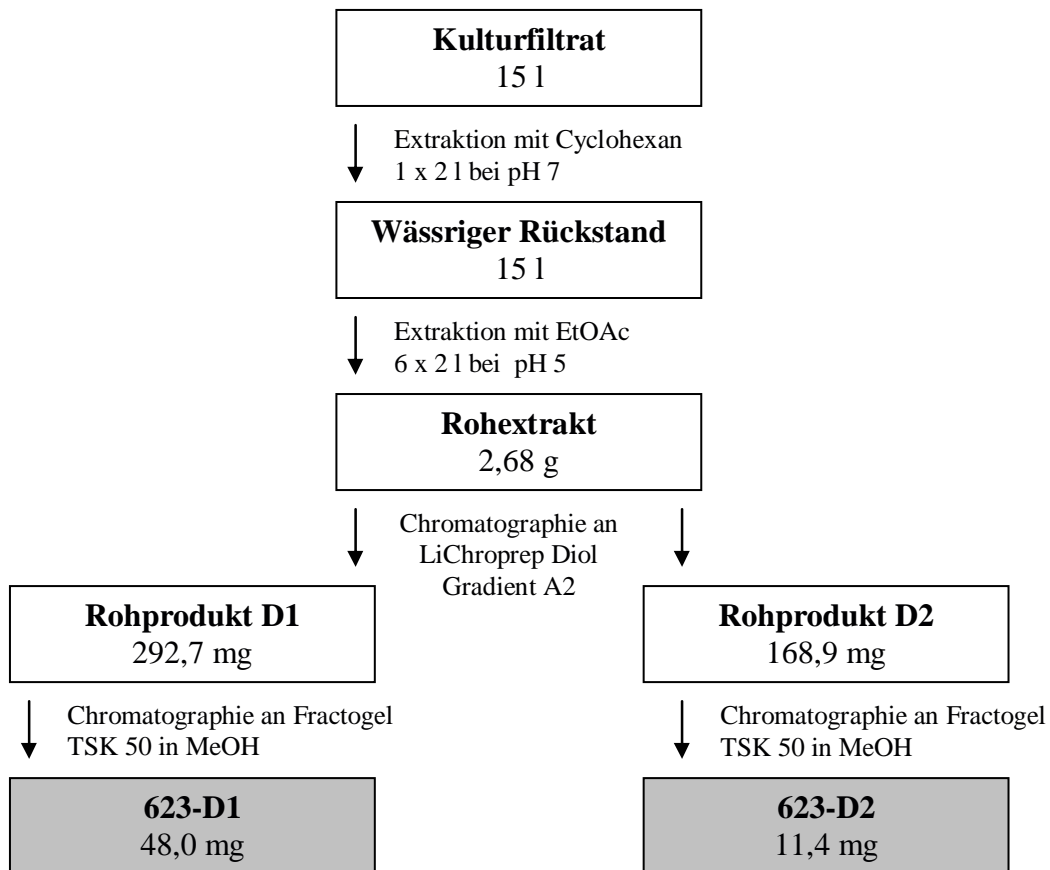 Kulturfiltrat
15 l
Extraktion mit Cyclohexan
1 x 2 l bei pH 7
Wässriger Rückstand
15 l
Extraktion mit EtOAc
6 x 2 l bei  pH 5
Rohextrakt
2,68 g
Chromatographie an
LiChroprep Diol
Gradient A2
Rohprodukt D1
292,7 mg
Rohprodukt D2
168,9 mg
Chromatographie an Fractogel
TSK 50 in MeOH
Chromatographie an Fractogel
TSK 50 in MeOH
623-D1
48,0 mg
623-D2
11,4 mg